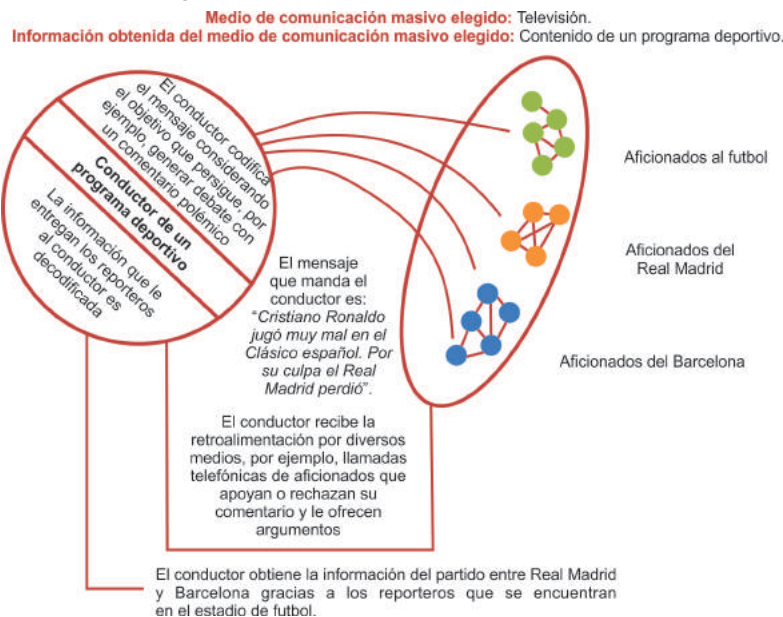 Medio de comunicación masivo elegido: Televisión.
Información obtenida del medio de comunicación masivo elegido: Contenido de un programa deportivo.
El conductor codifica
el mensaje considerando
el objetivo que persigue, por
ejemplo, generar debate con
un comentario polémico
Conductor de un
programa deportivo
La información que le
entregan los reporteros
al conductor es
decodificada
Aficionados al futbol
Aficionados del
Real Madrid
Aficionados del Barcelona
El mensaje
que manda el
conductor es:
“Cristiano Ronaldo
jugó muy mal en el
Clásico español. Por
su culpa el Real
Madrid perdió”.
El conductor recibe la
retroalimentación por diversos
medios, por ejemplo, llamadas
telefónicas de aficionados que
apoyan o rechazan su
comentario y le ofrecen
argumentos
El conductor obtiene la información del partido entre Real Madrid
y Barcelona gracias a los reporteros que se encuentran
en el estadio de futbol.